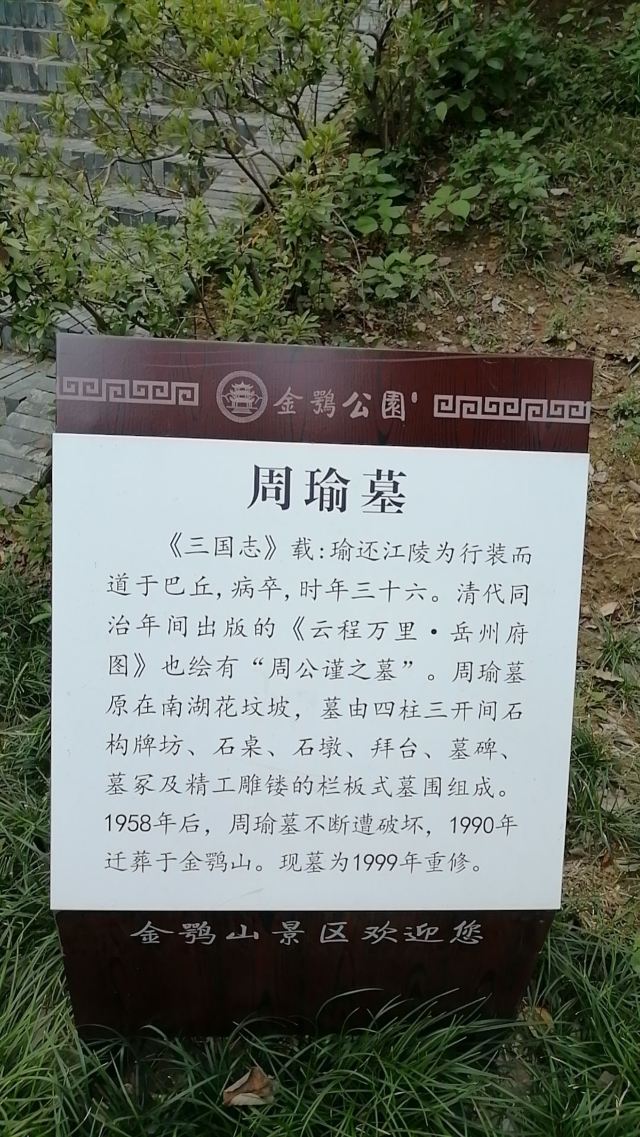 金鹗公園
周瑜墓
《三国志》载:瑜还江陵为行装而
道于巴丘,病卒,时年三十六。清代同
治年间出版的《云程万里·岳州府
图》也绘有“周公谨之墓”。周瑜墓
原在南湖花坟坡，墓由四柱三开间石
构牌坊、石桌、石墩、拜台、墓碑、
墓冢及精工雕镂的栏板式墓围组成。
1958年后，周瑜墓不断遭破坏，1990年
迁葬于金鹗山。现墓为1999年重修。
金鹗山景区欢迎您